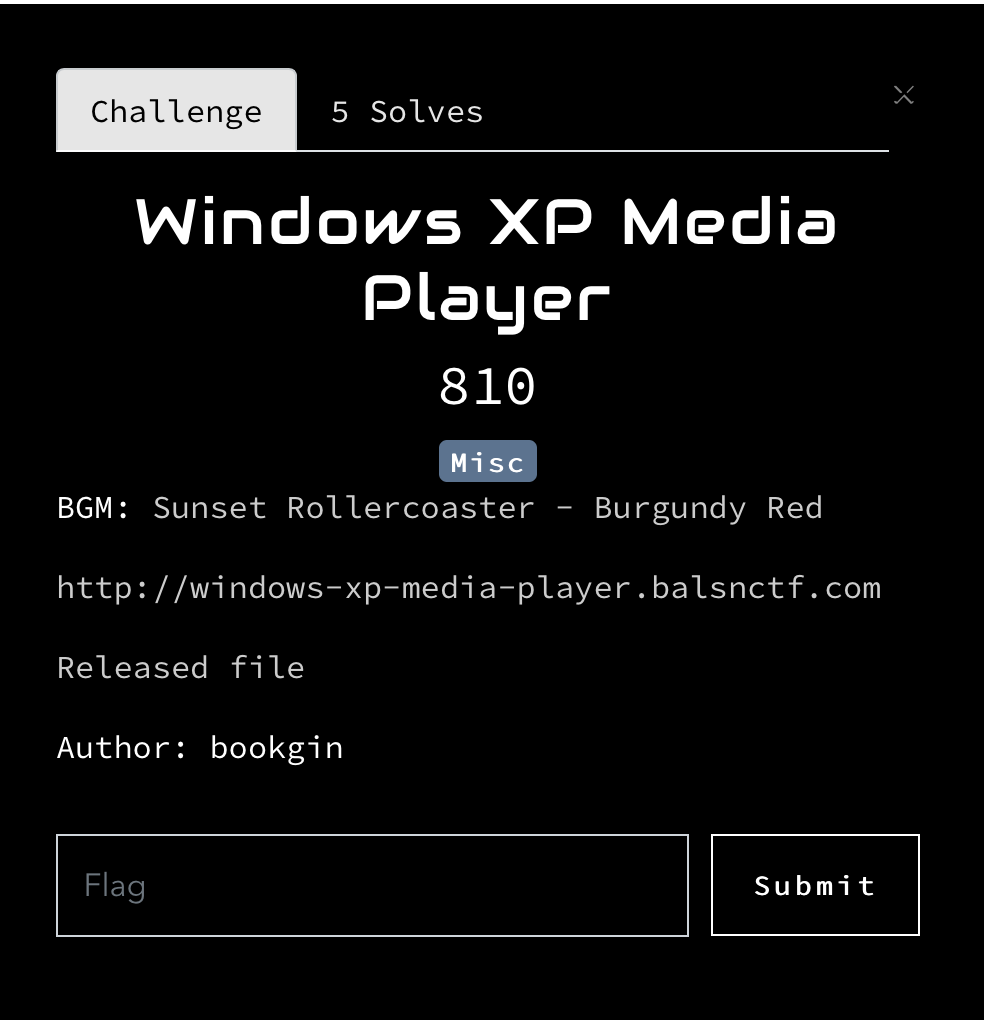 Challenge
5 Solves
×
Windows XP Media
Player
810
Misc
BGM: Sunset Rollercoaster - Burgundy Red
http://windows-xp-media-player.balsnctf.com
Released file
Author: bookgin
Flag
Submit